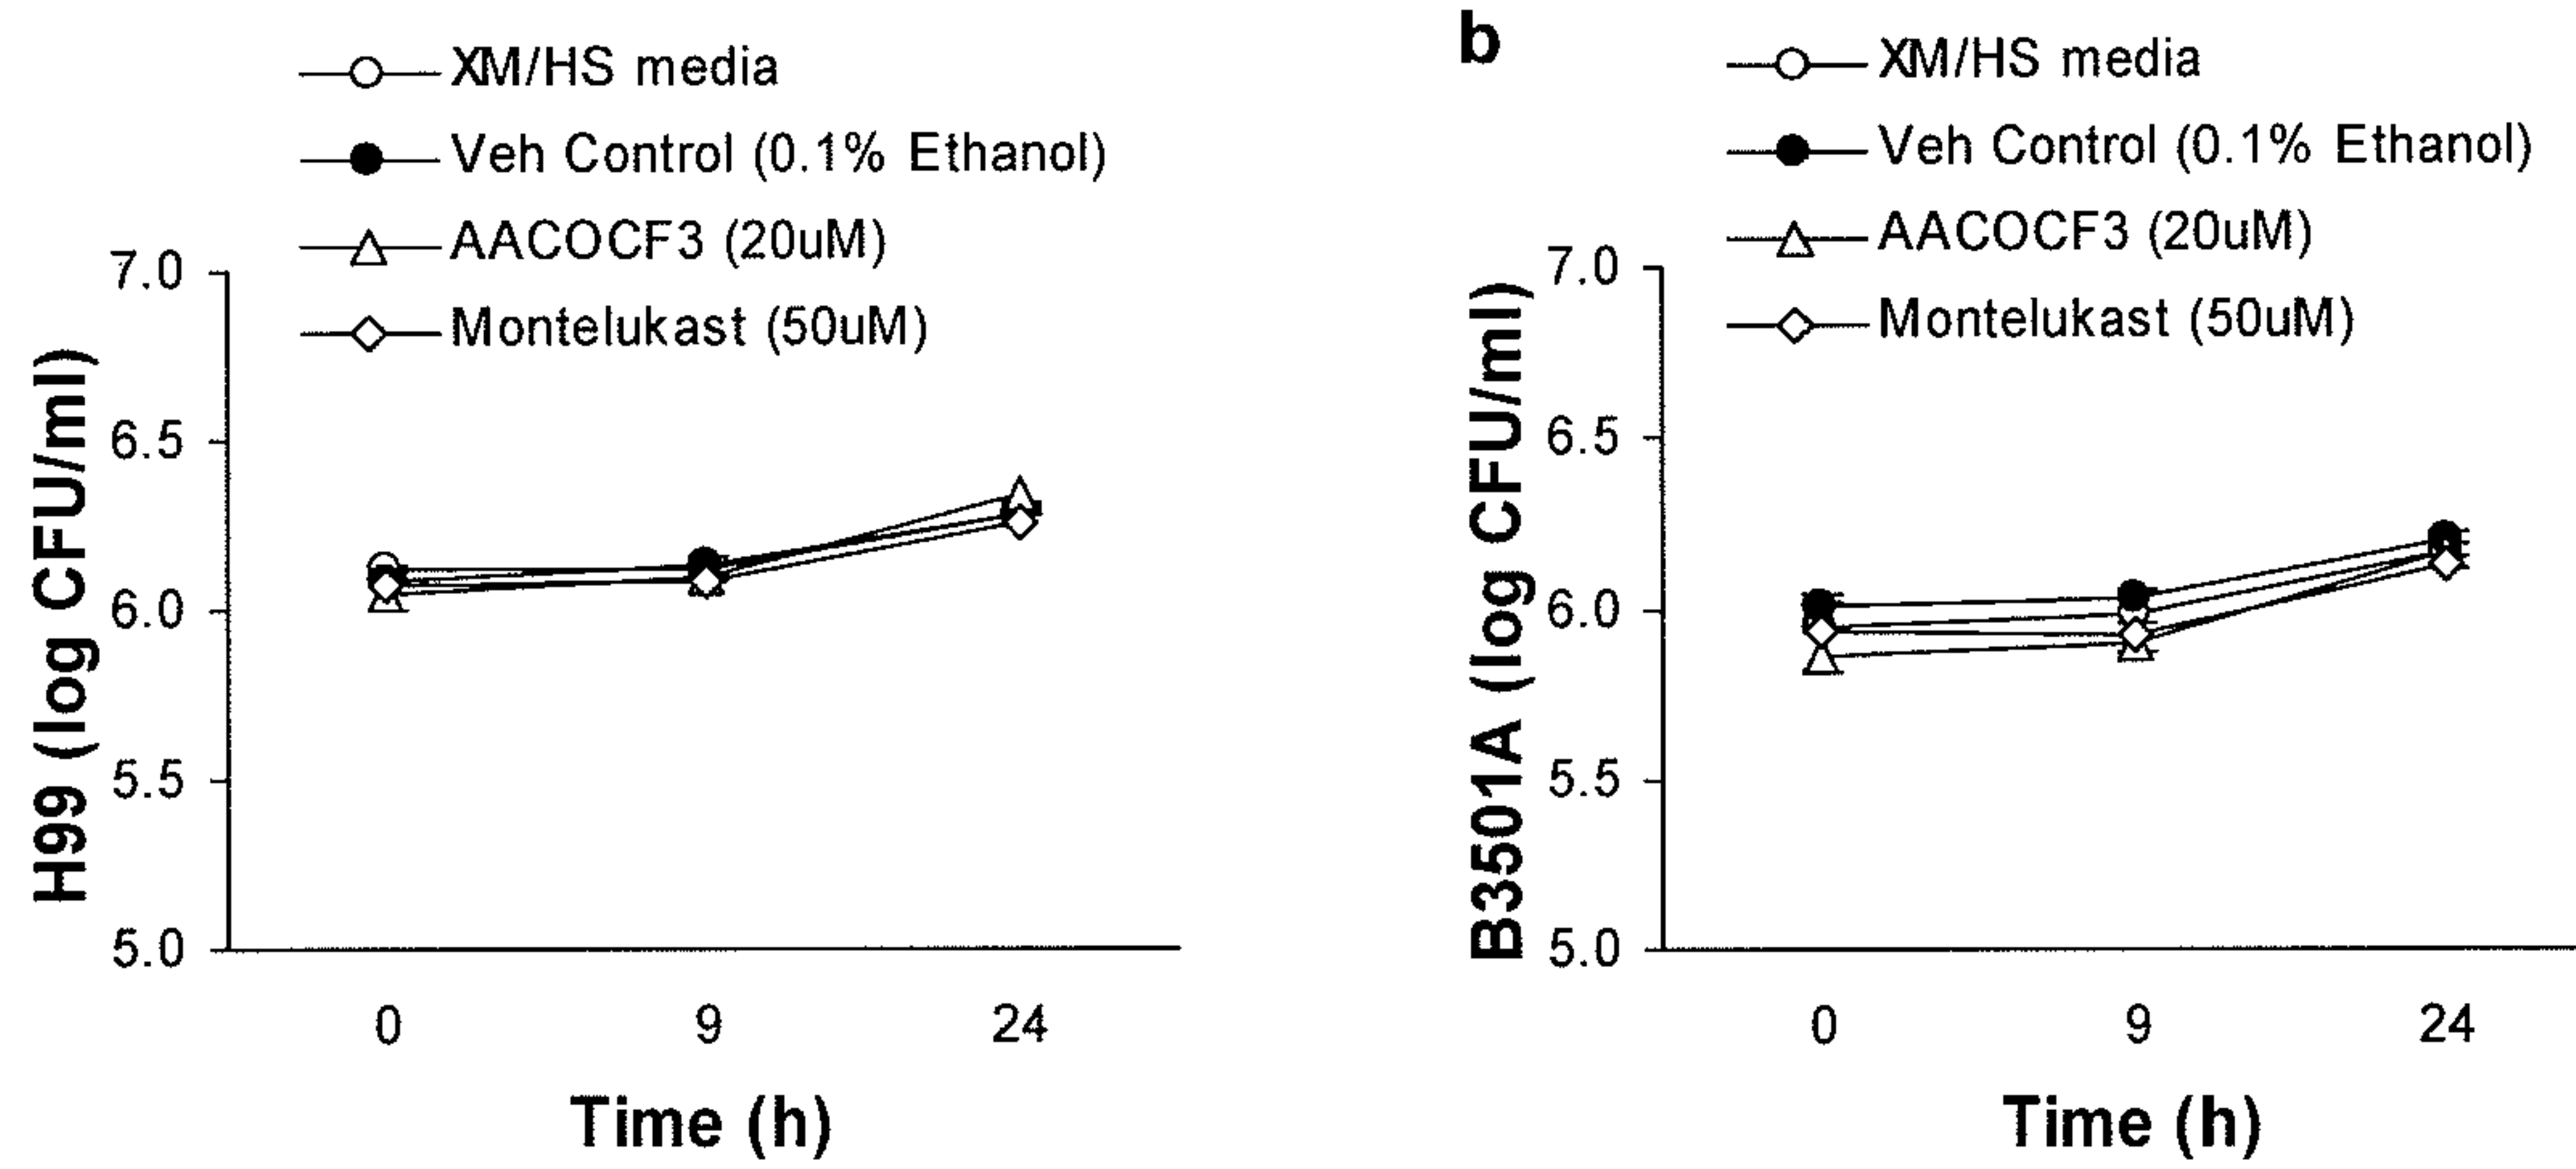 XM/HS media
Veh Control (0.1% Ethanol)
AACOCF3 (20uM)
Montelukast (50uM)
H99 (log CFU/ml)
7.0
6.5
6.0
5.5
5.0
0 9 24
Time (h)
b
XM/HS media
Veh Control (0.1% Ethanol)
AACOCF3 (20uM)
Montelukast (50uM)
B3501A (log CFU/ml)
7.0
6.5
6.0
5.5
5.0
0 9 24
Time (h)